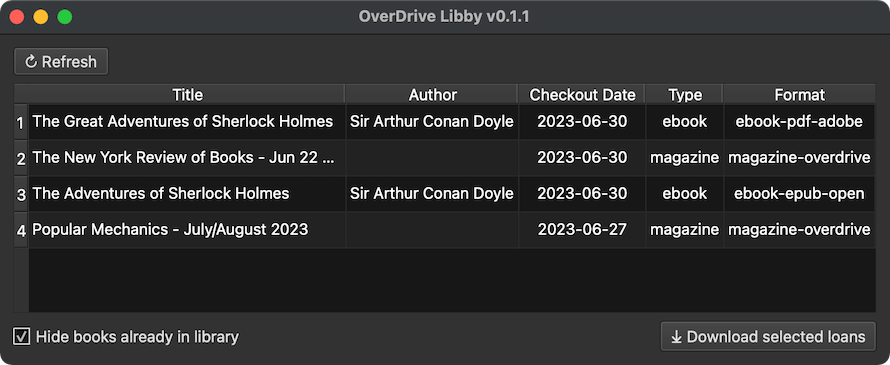 OverDrive Libby v0.1.1
Refresh
Title Author Checkout Date Type Format
1 The Great Adventures of Sherlock Holmes Sir Arthur Conan Doyle 2023-06-30 ebook ebook-pdf-adobe
2 The New York Review of Books - Jun 22 ... 2023-06-30 magazine magazine-overdrive
3 The Adventures of Sherlock Holmes Sir Arthur Conan Doyle 2023-06-30 ebook ebook-epub-open
4 Popular Mechanics - July/August 2023 2023-06-27 magazine magazine-overdrive
Hide books already in library Download selected loans